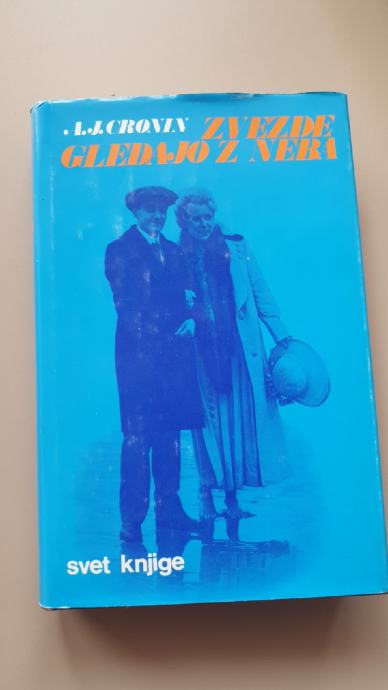 A.J. CRONIN ZVEZDE
GLEDAJO Z NEBA
svet knjige